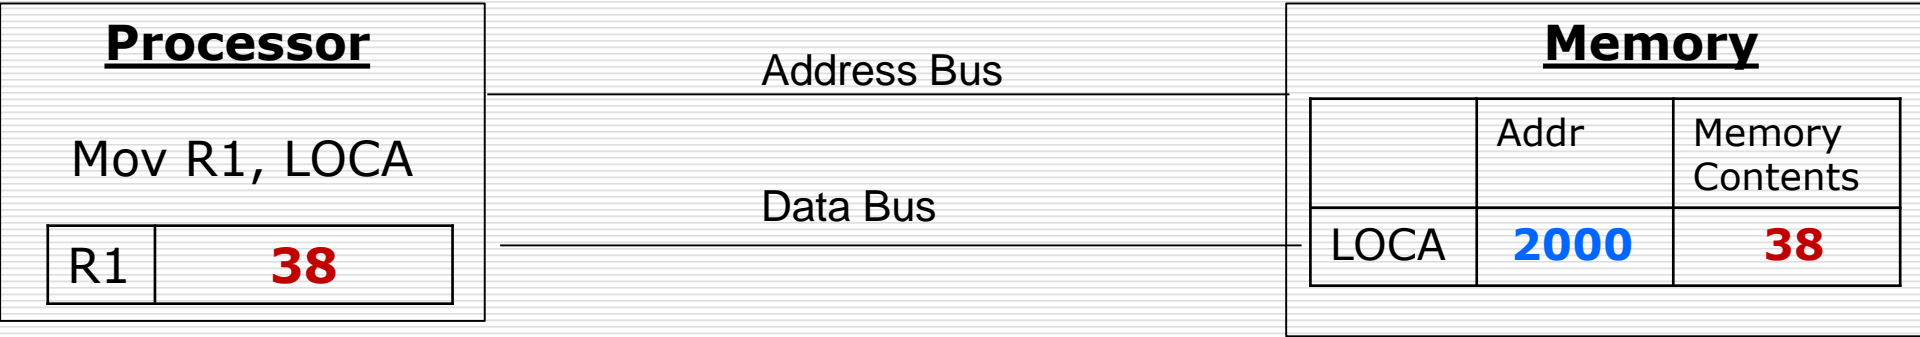 Processor
Mov R1, LOCA
R1 38
Address Bus
Data Bus
Memory
Addr Memory
Contents
LOCA 2000 38